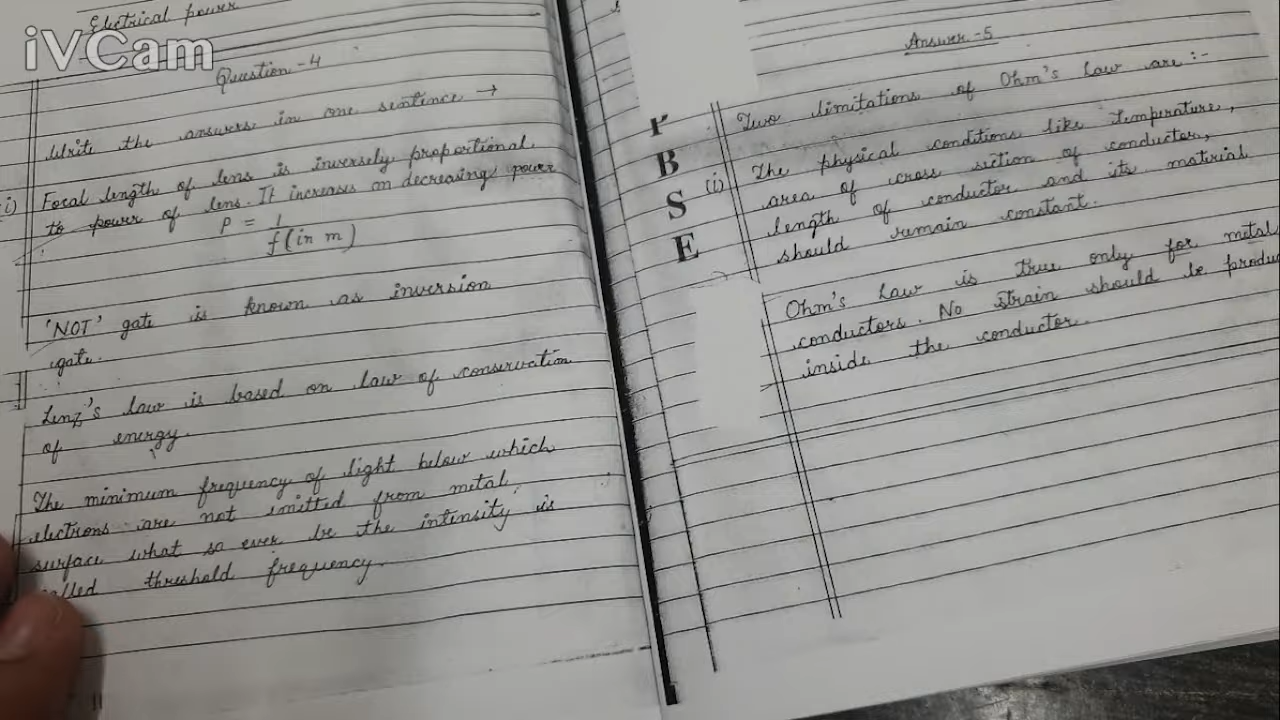 Electrical power
iVCam
Question-4
Write the answers in one sentence →
i) Focal length of lens is inversely proportional
to power of lens. It increases on decreasing power
P = 1/f(in m)
'NOT' gate is known as inversion
gate.
Lenz's law is based on law of conservation
of energy.
The minimum frequency of light below which
electrons are not imitted from metal
surface what so ever be the intensity is
called threshold frequency.
P
B
S
E
Answer-5
Two limitations of Ohm's law are:-
(i) The physical conditions like temperature,
area of cross siction of conductor,
length of conductor and its matirial
should remain constant.
Ohm's law is true only for metal
conductors. No strain should be produc
inside the conductor.